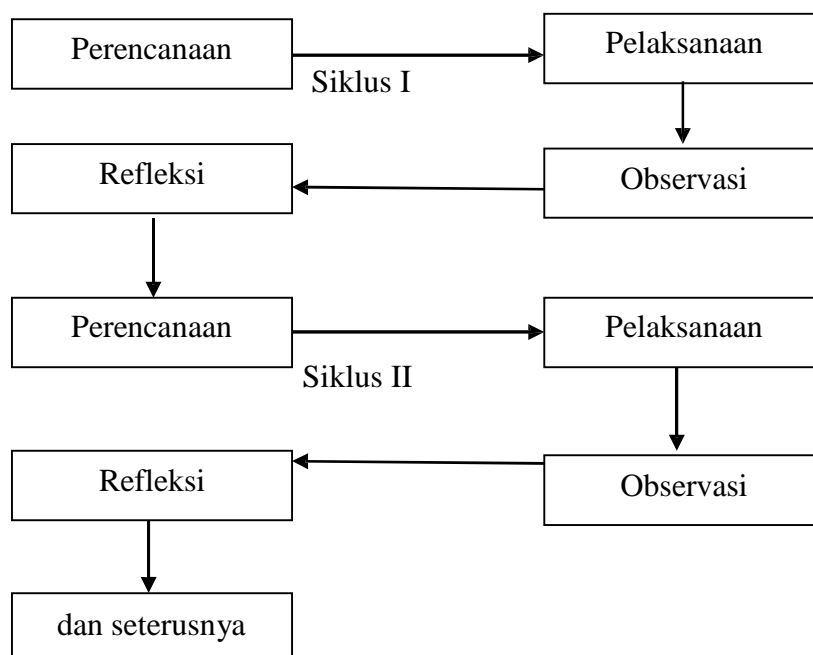 Perencanaan
Pelaksanaan
Siklus I
Refleksi
Observasi
Perencanaan
Pelaksanaan
Siklus II
Refleksi
Observasi
dan seterusnya